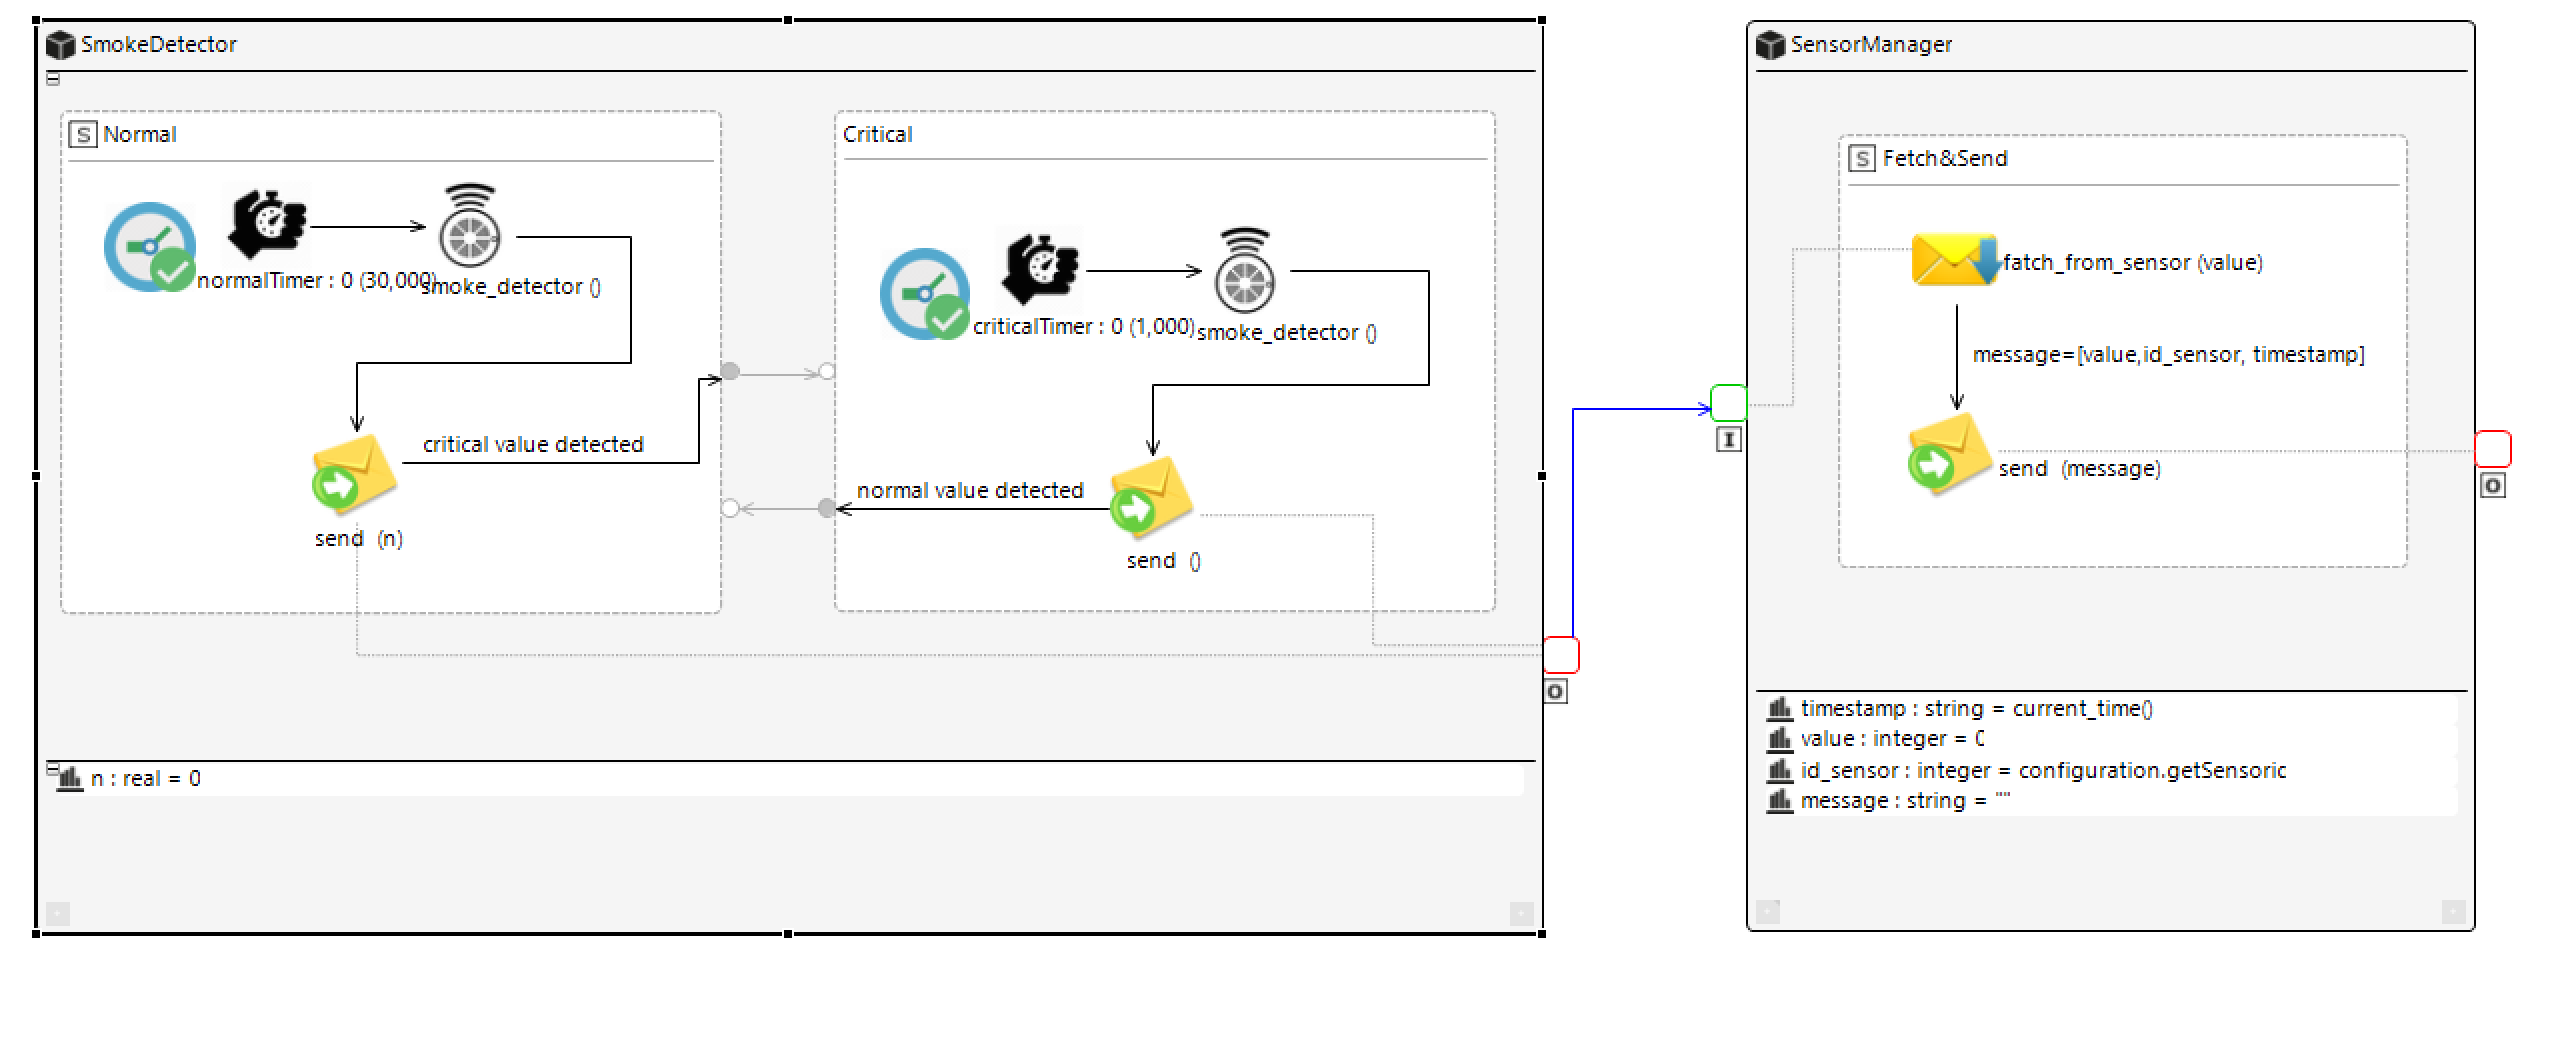 SmokeDetector
S Normal
normalTimer : 0 (30,000)
smoke_detector ()
critical value detected
send (n)
Critical
criticalTimer : 0 (1,000)
smoke_detector ()
normal value detected
send ()
O
n : real = 0
SensorManager
S Fetch&Send
fatch_from_sensor (value)
message=[value,id_sensor, timestamp]
send (message)
I
O
timestamp : string = current_time()
value : integer =
id_sensor : integer = configuration.getSensoric
message : string = ""